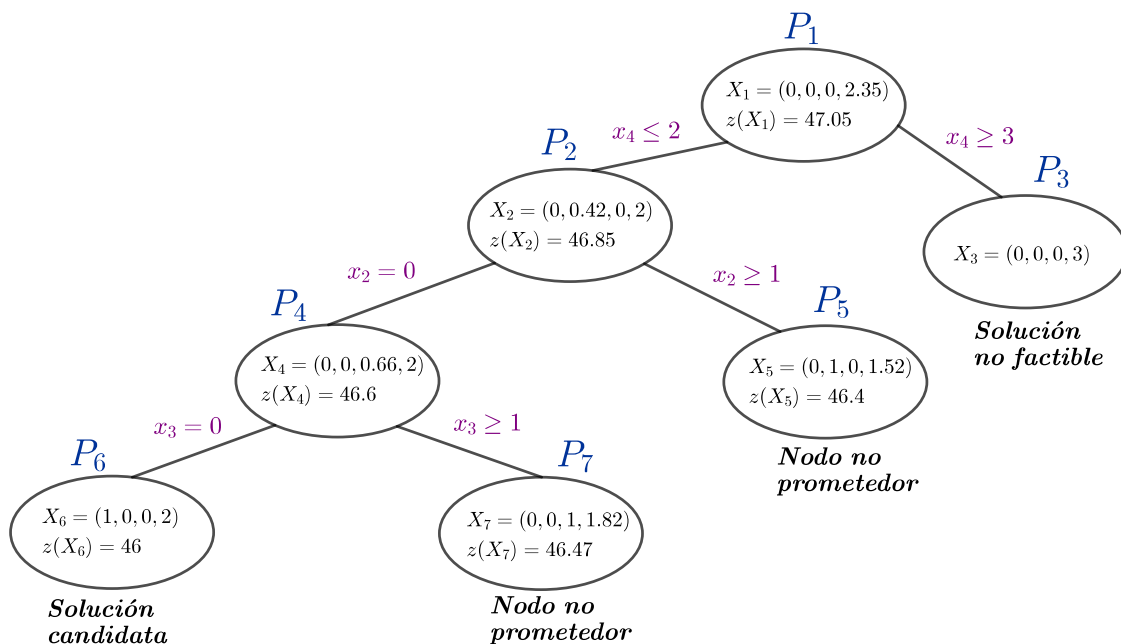 P₁
X₁ = (0, 0, 0, 2.35)
z(X₁) = 47.05
x₄ ≤ 2
x₄ ≥ 3
P₂
X₂ = (0, 0.42, 0, 2)
z(X₂) = 46.85
P₃
X₃ = (0, 0, 0, 3)
Solución
no factible
x₂ = 0
x₂ ≥ 1
P₄
X₄ = (0, 0, 0.66, 2)
z(X₄) = 46.6
P₅
X₅ = (0, 1, 0, 1.52)
z(X₅) = 46.4
Nodo no
prometedor
x₃ = 0
x₃ ≥ 1
P₆
X₆ = (1, 0, 0, 2)
z(X₆) = 46
Solución
candidata
P₇
X₇ = (0, 0, 1, 1.82)
z(X₇) = 46.47
Nodo no
prometedor